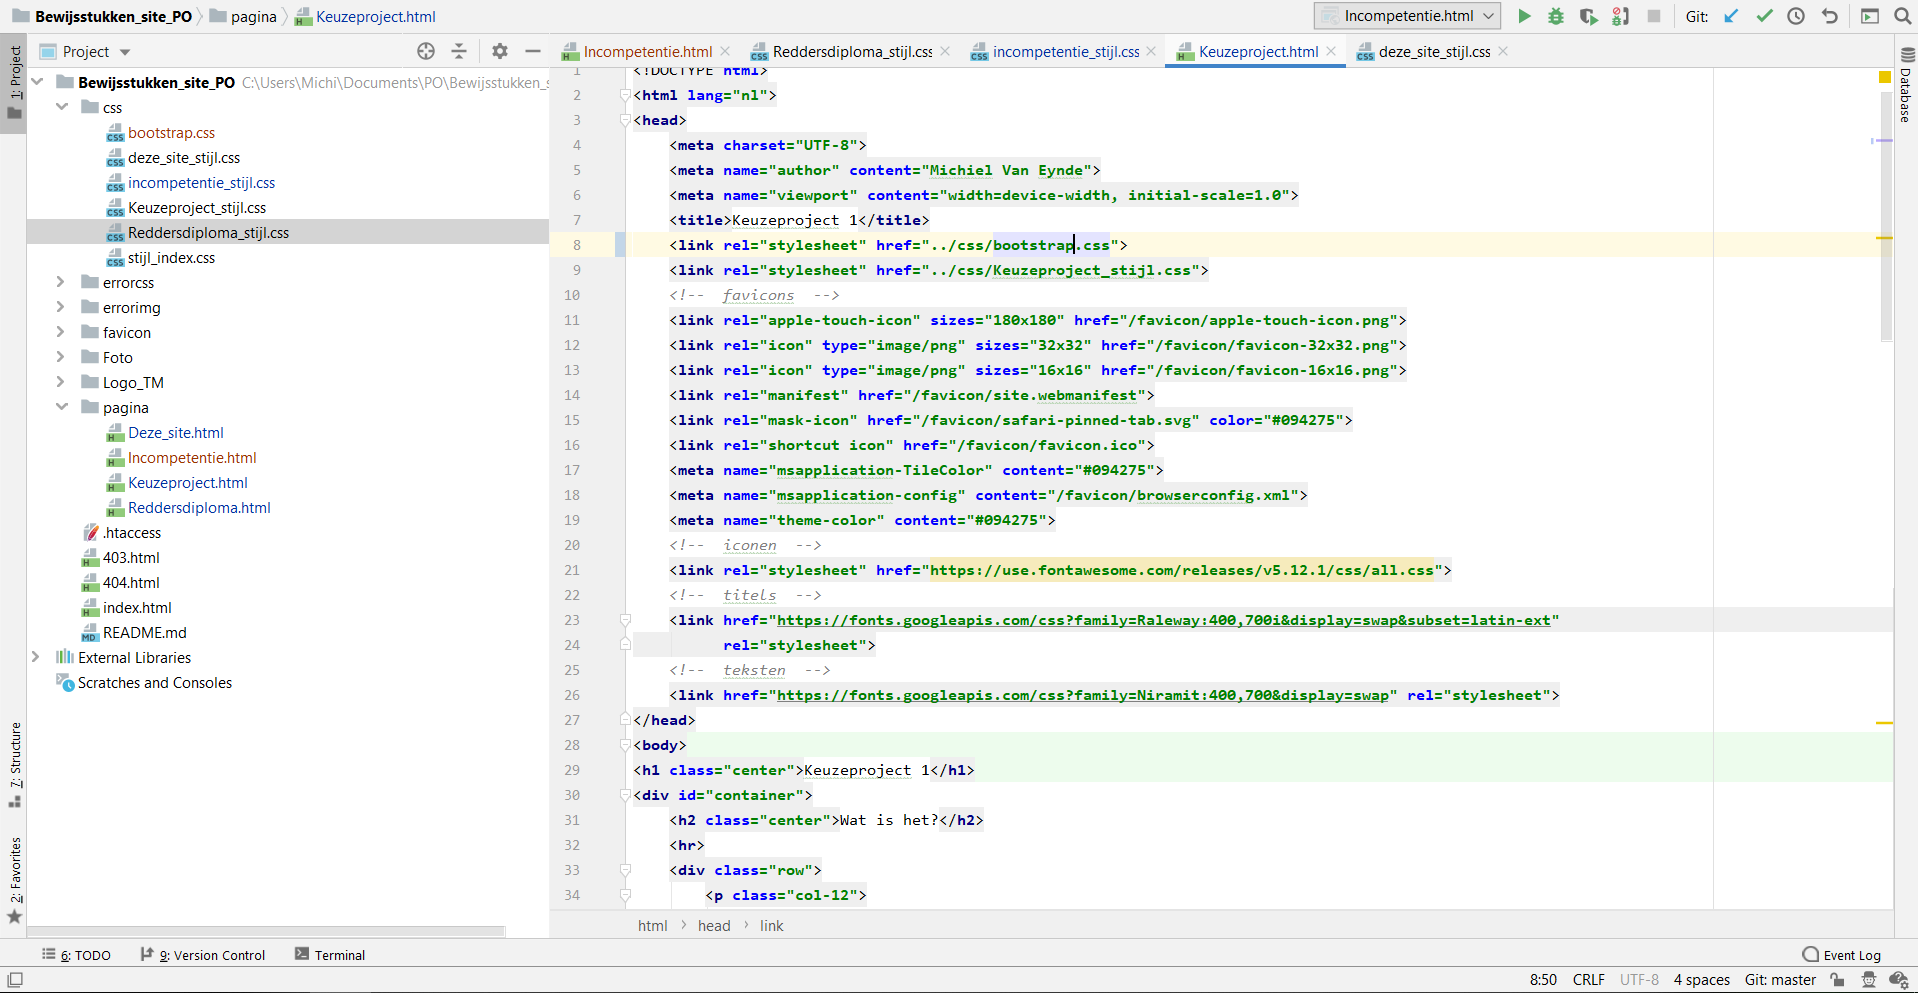 Bewijsstukken_site_PO pagina Keuzeproject.html
Incompetentie.html Git:
Project
Incompetentie.html Reddersdiploma_stijl.css incompetentie_stijl.css Keuzeproject.html deze_site_stijl.css
1: Project
Database
Bewijsstukken_site_PO C:\Users\Michi\Documents\PO\Bewijsstukken_s
css
bootstrap.css
deze_site_stijl.css
incompetentie_stijl.css
Keuzeproject_stijl.css
Reddersdiploma_stijl.css
stijl_index.css
errorcss
errorimg
favicon
Foto
Logo_TM
pagina
Deze_site.html
Incompetentie.html
Keuzeproject.html
Reddersdiploma.html
.htaccess
403.html
404.html
index.html
README.md
External Libraries
Scratches and Consoles
7: Structure
2: Favorites
1 <!DOCTYPE html>
2 <html lang="nl">
3 <head>
4 <meta charset="UTF-8">
5 <meta name="author" content="Michiel Van Eynde">
6 <meta name="viewport" content="width=device-width, initial-scale=1.0">
7 <title>Keuzeproject 1</title>
8 <link rel="stylesheet" href="../css/bootstrap.css">
9 <link rel="stylesheet" href="../css/Keuzeproject_stijl.css">
10 <!-- favicons -->
11 <link rel="apple-touch-icon" sizes="180x180" href="/favicon/apple-touch-icon.png">
12 <link rel="icon" type="image/png" sizes="32x32" href="/favicon/favicon-32x32.png">
13 <link rel="icon" type="image/png" sizes="16x16" href="/favicon/favicon-16x16.png">
14 <link rel="manifest" href="/favicon/site.webmanifest">
15 <link rel="mask-icon" href="/favicon/safari-pinned-tab.svg" color="#094275">
16 <link rel="shortcut icon" href="/favicon/favicon.ico">
17 <meta name="msapplication-TileColor" content="#094275">
18 <meta name="msapplication-config" content="/favicon/browserconfig.xml">
19 <meta name="theme-color" content="#094275">
20 <!-- iconen -->
21 <link rel="stylesheet" href="https://use.fontawesome.com/releases/v5.12.1/css/all.css">
22 <!-- titels -->
23 <link href="https://fonts.googleapis.com/css?family=Raleway:400,700i&display=swap&subset=latin-ext"
24 rel="stylesheet">
25 <!-- teksten -->
26 <link href="https://fonts.googleapis.com/css?family=Niramit:400,700&display=swap" rel="stylesheet">
27 </head>
28 <body>
29 <h1 class="center">Keuzeproject 1</h1>
30 <div id="container">
31 <h2 class="center">Wat is het?</h2>
32 <hr>
33 <div class="row">
34 <p class="col-12">
html head link
6: TODO 9: Version Control Terminal Event Log
8:50 CRLF UTF-8 4 spaces Git: master